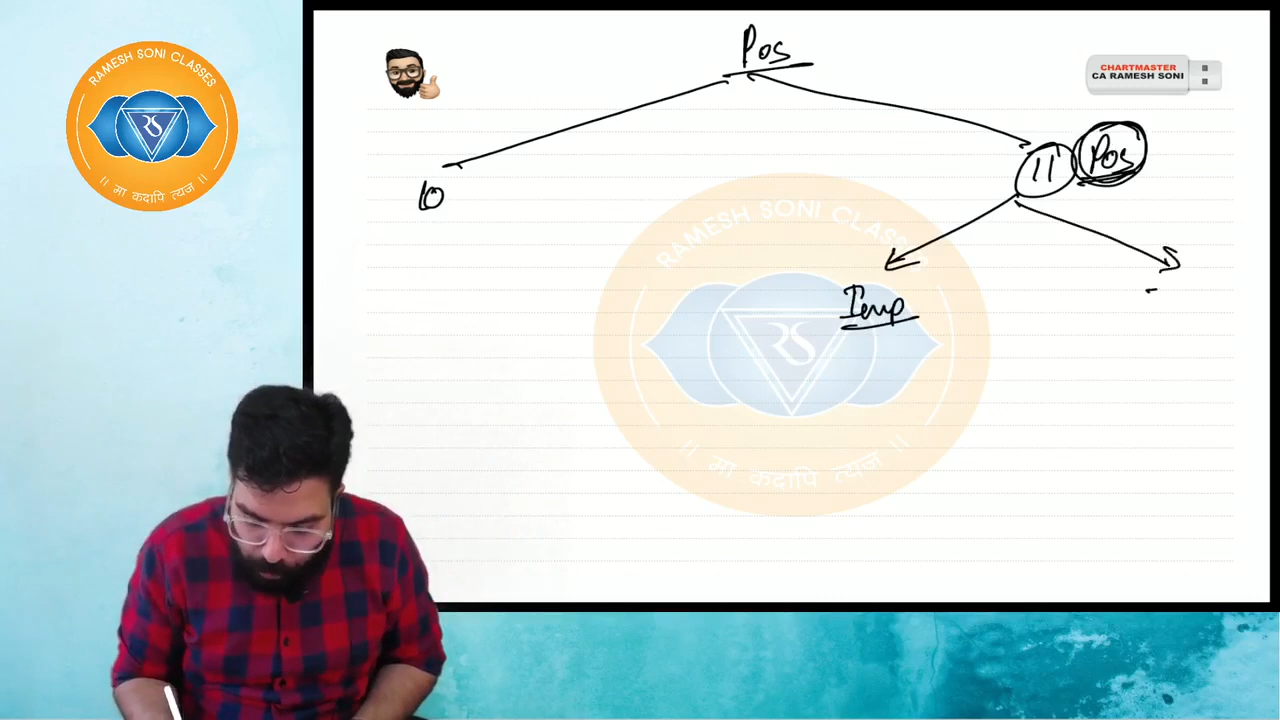 RAMESH SONI CLASSES
RS
।। मा कदापि त्यज ।।
CHARTMASTER
CA RAMESH SONI
Pos
10
11
Pos
RAMESH SONI CLASSES
Imp
RS
।। मा कदापि त्यज ।।